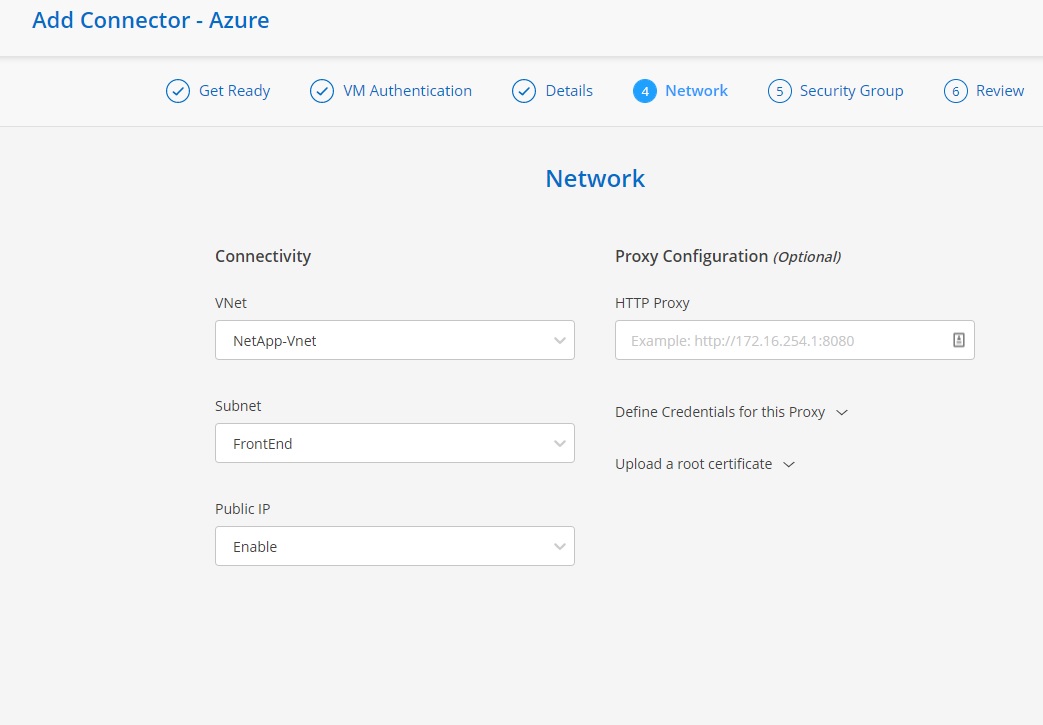 Add Connector - Azure
Get Ready
VM Authentication
Details
4 Network
5 Security Group
6 Review
Network
Connectivity
VNet
NetApp-Vnet
Subnet
FrontEnd
Public IP
Enable
Proxy Configuration (Optional)
HTTP Proxy
Example: http://172.16.254.1:8080
Define Credentials for this Proxy
Upload a root certificate